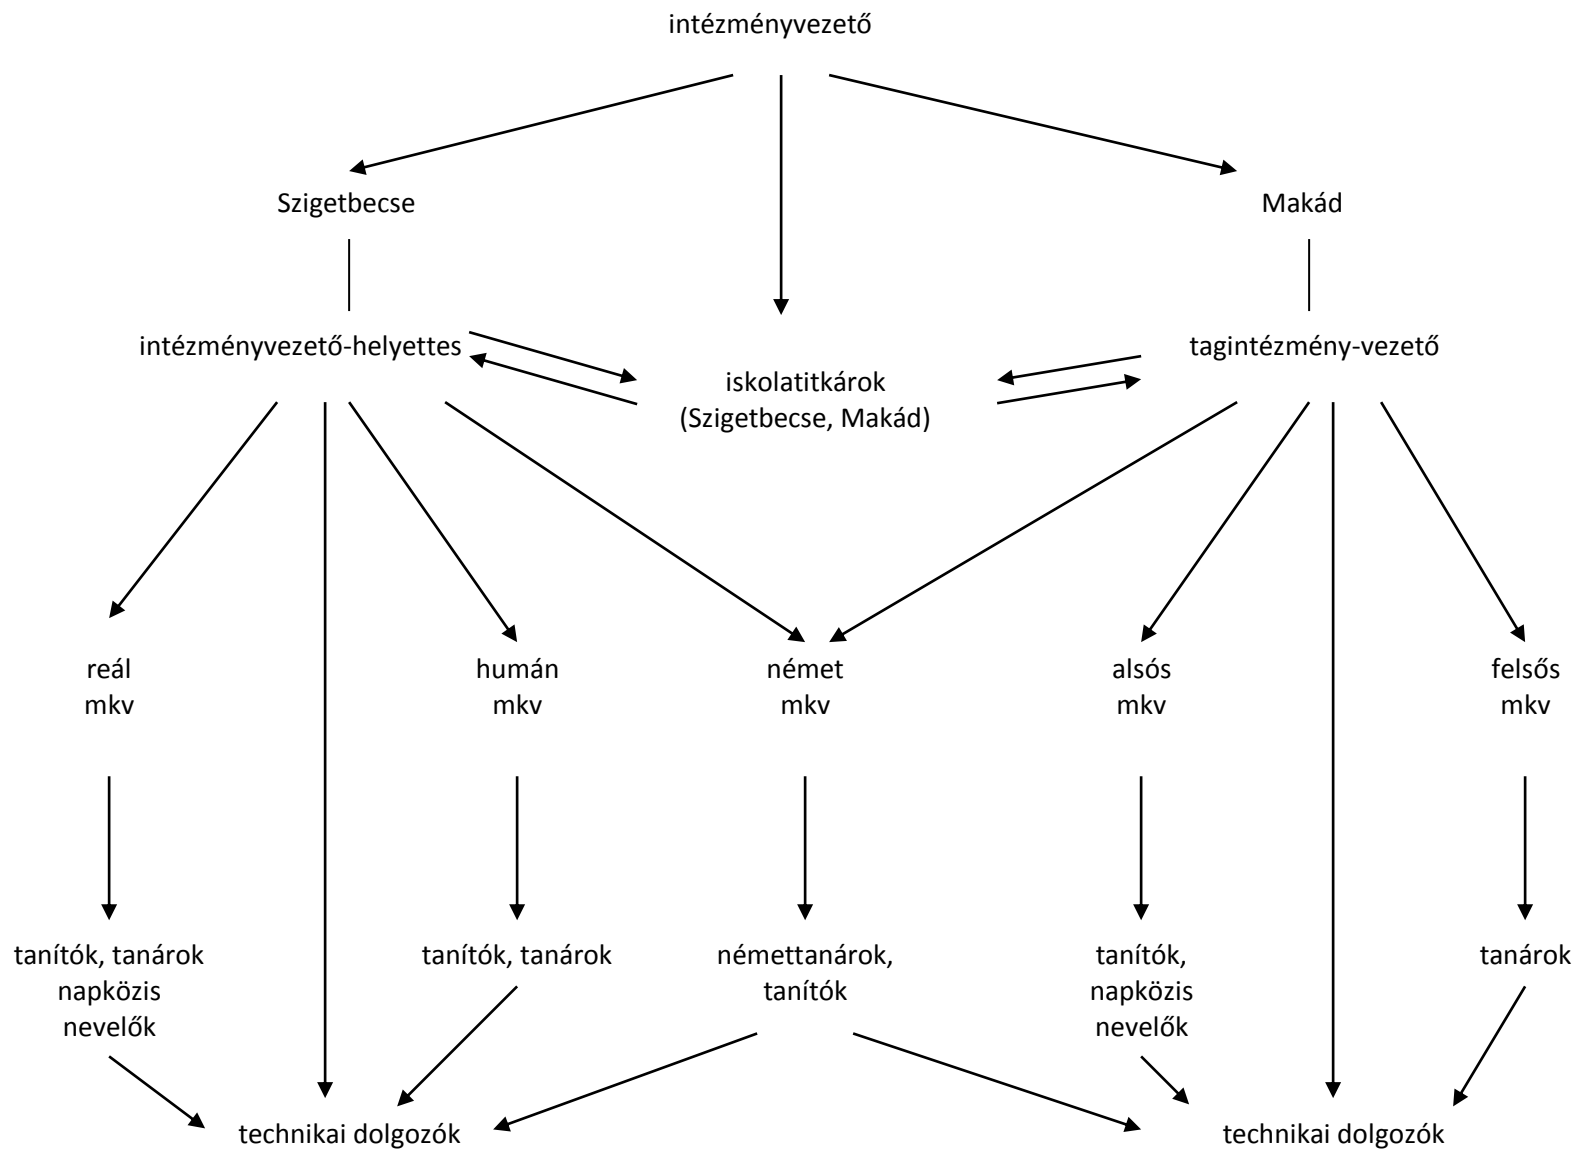 intézményvezető
Szigetbecse
Makád
intézményvezető-helyettes
tagintézmény-vezető
iskolatitkárok
(Szigetbecse, Makád)
reál
mkv
humán
mkv
német
mkv
alsós
mkv
felsős
mkv
tanítók, tanárok
napközis
nevelők
tanítók, tanárok
némettanárok,
tanítók
tanítók,
napközis
nevelők
tanárok
technikai dolgozók
technikai dolgozók